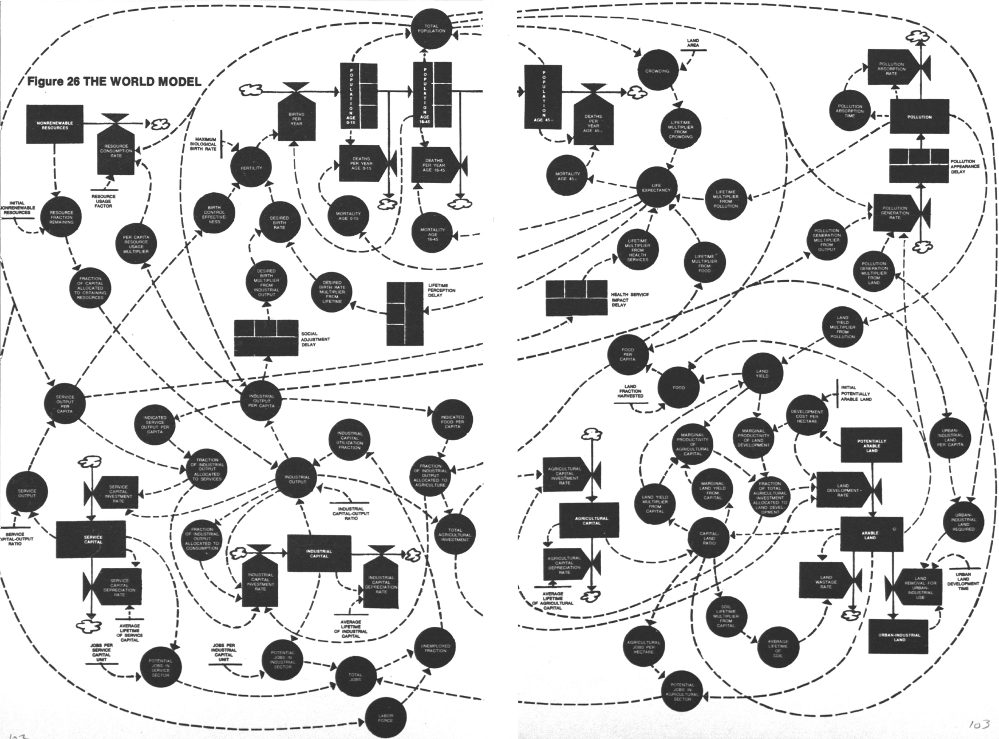 Figure 26 THE WORLD MODEL
TOTAL
POPULATION
NONRENEWABLE
RESOURCES
RESOURCE
CONSUMPTION
RATE
RESOURCE
USAGE
FACTOR
INITIAL
NONRENEWABLE
RESOURCES
RESOURCE
FRACTION
REMAINING
PER CAPITA
RESOURCE
USAGE
MULTIPLIER
FRACTION
OF CAPITAL
ALLOCATED
TO OBTAINING
RESOURCES
MAXIMUM
BIOLOGICAL
BIRTH RATE
BIRTHS
PER
YEAR
FERTILITY
BIRTH
CONTROL
EFFECTIVE-
NESS
DESIRED
BIRTH
RATE
DESIRED
BIRTH
MULTIPLIER
FROM
INDUSTRIAL
OUTPUT
DESIRED
BIRTH RATE
MULTIPLIER
FROM
LIFETIME
SOCIAL
ADJUSTMENT
DELAY
LIFETIME
PERCEPTION
DELAY
POPULATION
AGE
0-15
POPULATION
AGE
16-45
DEATHS
PER YEAR
AGE 0-15
DEATHS
PER YEAR
AGE 16-45
MORTALITY
AGE 0-15
MORTALITY
AGE
16-45
SERVICE
OUTPUT
PER
CAPITA
INDUSTRIAL
OUTPUT
PER CAPITA
INDICATED
SERVICE
OUTPUT PER
CAPITA
INDUSTRIAL
CAPITAL
UTILIZATION
FRACTION
INDICATED
FOOD PER
CAPITA
FRACTION
OF INDUSTRIAL
OUTPUT
ALLOCATED
TO SERVICES
INDUSTRIAL
OUTPUT
FRACTION
OF INDUSTRIAL
OUTPUT
ALLOCATED TO
AGRICULTURE
SERVICE
OUTPUT
SERVICE
CAPITAL
INVESTMENT
RATE
INDUSTRIAL
CAPITAL-OUTPUT
RATIO
SERVICE
CAPITAL-OUTPUT
RATIO
SERVICE
CAPITAL
FRACTION
OF INDUSTRIAL
OUTPUT
ALLOCATED TO
CONSUMPTION
INDUSTRIAL
CAPITAL
TOTAL
AGRICULTURAL
INVESTMENT
SERVICE
CAPITAL
DEPRECIATION
RATE
INDUSTRIAL
CAPITAL
INVESTMENT
RATE
INDUSTRIAL
CAPITAL
DEPRECIATION
RATE
AVERAGE
LIFETIME
OF SERVICE
CAPITAL
AVERAGE
LIFETIME
OF INDUSTRIAL
CAPITAL
JOBS PER
SERVICE
CAPITAL
UNIT
JOBS PER
INDUSTRIAL
CAPITAL
UNIT
POTENTIAL
JOBS IN
SERVICE
SECTOR
POTENTIAL
JOBS IN
INDUSTRIAL
SECTOR
TOTAL
JOBS
UNEMPLOYED
FRACTION
LABOR
FORCE
LAND
AREA
CROWDING
POPULATION
AGE 45+
DEATHS
PER
YEAR
AGE 45+
LIFETIME
MULTIPLIER
FROM
CROWDING
MORTALITY
AGE 45+
LIFE
EXPECTANCY
LIFETIME
MULTIPLIER
FROM
POLLUTION
LIFETIME
MULTIPLIER
FROM
HEALTH
SERVICES
LIFETIME
MULTIPLIER
FROM
FOOD
HEALTH SERVICE
IMPACT
DELAY
POLLUTION
ABSORPTION
RATE
POLLUTION
ABSORPTION
TIME
POLLUTION
POLLUTION
APPEARANCE
DELAY
POLLUTION
GENERATION
RATE
POLLUTION
GENERATION
MULTIPLIER
FROM
OUTPUT
POLLUTION
GENERATION
MULTIPLIER
FROM
LAND
LAND
YIELD
MULTIPLIER
FROM
POLLUTION
FOOD
PER
CAPITA
FOOD
LAND
YIELD
LAND
FRACTION
HARVESTED
INITIAL
POTENTIALLY
ARABLE LAND
DEVELOPMENT
COST PER
HECTARE
MARGINAL
PRODUCTIVITY
OF
AGRICULTURAL
CAPITAL
MARGINAL
PRODUCTIVITY
OF LAND
DEVELOPMENT
POTENTIALLY
ARABLE
LAND
URBAN-
INDUSTRIAL
LAND
PER CAPITA
AGRICULTURAL
CAPITAL
INVESTMENT
RATE
LAND YIELD
MULTIPLIER
FROM
CAPITAL
MARGINAL
LAND YIELD
FROM
CAPITAL
FRACTION
OF TOTAL
AGRICULTURAL
INVESTMENT
ALLOCATED TO
LAND DEVEL-
OPMENT
LAND
DEVELOPMENT
RATE
AGRICULTURAL
CAPITAL
CAPITAL-
LAND
RATIO
ARABLE
LAND
URBAN-
INDUSTRIAL
LAND
REQUIRED
AGRICULTURAL
CAPITAL
DEPRECIATION
RATE
AVERAGE
LIFETIME
OF AGRICULTURAL
CAPITAL
LAND
WASTAGE
RATE
LAND
REMOVAL FOR
URBAN-
INDUSTRIAL
USE
URBAN
LAND
DEVELOPMENT
TIME
SOIL
LIFETIME
MULTIPLIER
FROM
CAPITAL
AVERAGE
LIFETIME
OF
SOIL
URBAN-INDUSTRIAL
LAND
AGRICULTURAL
JOBS PER
HECTARE
POTENTIAL
JOBS IN
AGRICULTURAL
SECTOR
103